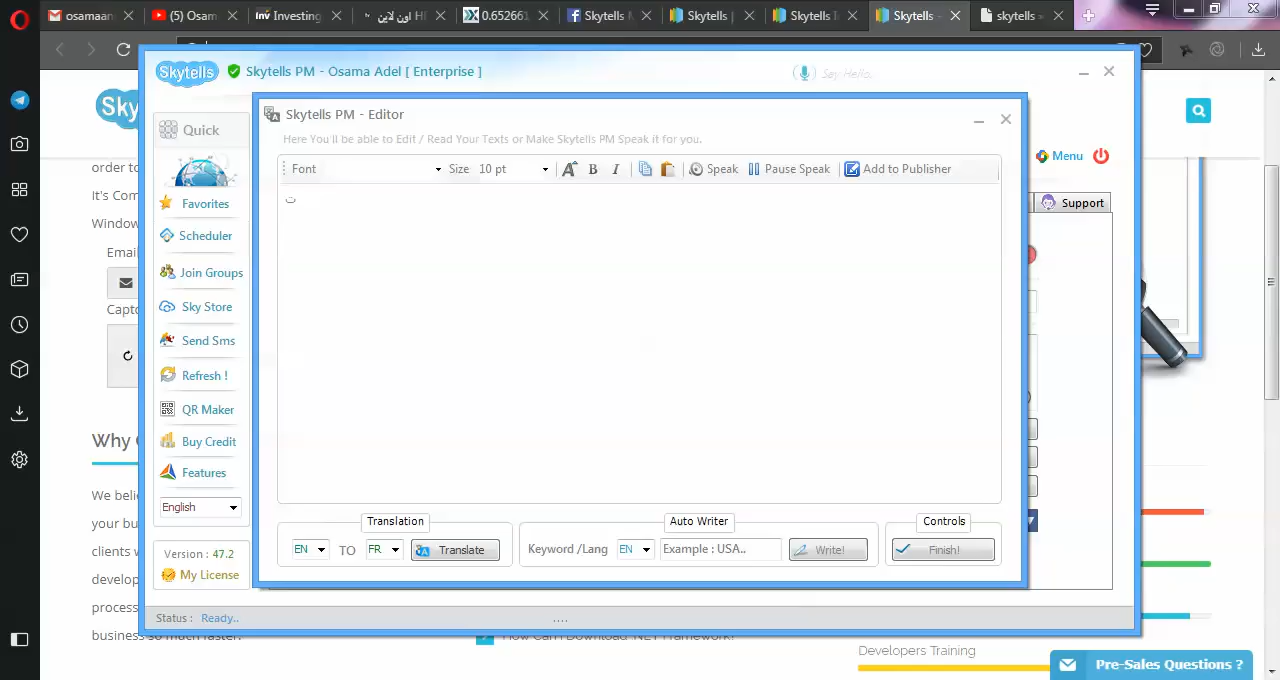 osamaan
(5) Osam
Investing
اون لاين
0.652661
Skytells M
Skytells |
Skytells I
Skytells -
skytells »
Skytells
Skytells PM - Osama Adel [ Enterprise ]
Say Hello.
Sky
Quick
Skytells PM - Editor
Here You'll be able to Edit / Read Your Texts or Make Skytells PM Speak it for you.
Menu
order to
It's Com
Window
Font
Size 10 pt
B I
Speak
Pause Speak
Add to Publisher
ت
Favorites
Support
Scheduler
Email
Join Groups
Sky Store
Captc
Send Sms
Refresh !
QR Maker
Why
Buy Credit
Features
We belie
your bu
clients w
develop
process
business so much faster.
English
Translation
Auto Writer
Controls
EN
TO
FR
Translate
Keyword /Lang
EN
Example : USA..
Write!
Finish!
Version : 47.2
My License
Status : Ready..
....
How Can I Download .NET Framework?
Developers Training
Pre-Sales Questions ?